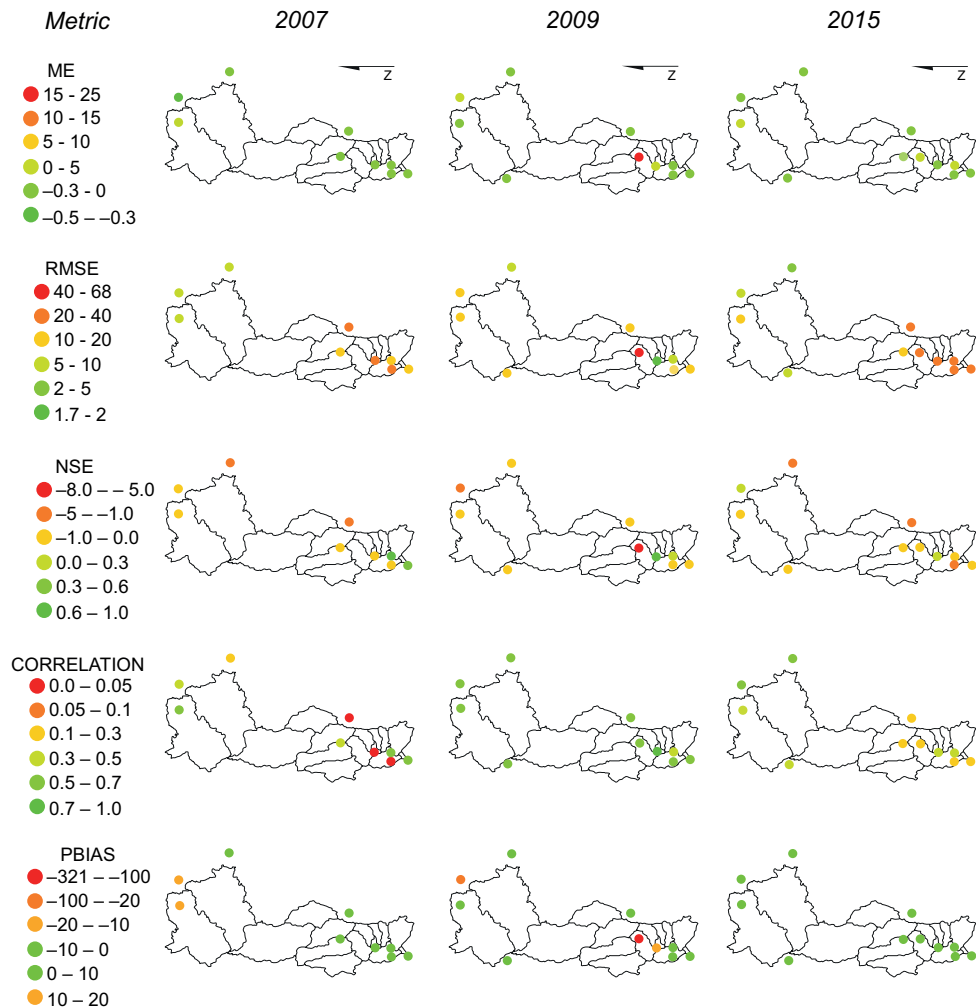 Metric 2007 2009 2015
ME
15 - 25
10 - 15
5 - 10
0 - 5
–0.3 - 0
–0.5 – –0.3
Z Z Z
RMSE
40 - 68
20 - 40
10 - 20
5 - 10
2 - 5
1.7 - 2
NSE
–8.0 – – 5.0
–5 – –1.0
–1.0 – 0.0
0.0 – 0.3
0.3 – 0.6
0.6 – 1.0
CORRELATION
0.0 – 0.05
0.05 – 0.1
0.1 – 0.3
0.3 – 0.5
0.5 – 0.7
0.7 – 1.0
PBIAS
–321 – –100
–100 – –20
–20 – –10
–10 – 0
0 – 10
10 – 20